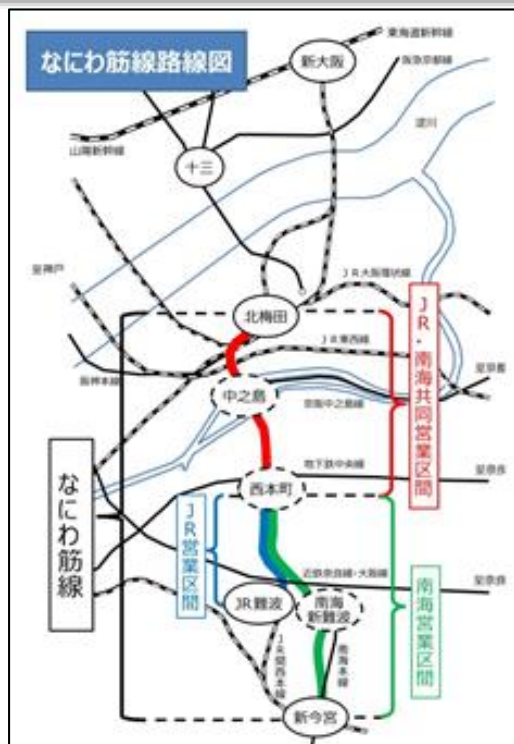 なにわ筋線路線図
東海道新幹線
新大阪
阪急京都線
山陽新幹線
十三
淀川
至神戸
JR大阪環状線
北梅田
JR東西線
阪神本線
中之島
京阪中之島線
至京都
JR・南海共同営業区間
地下鉄中央線
西本町
なにわ筋線
JR営業区間
近鉄奈良線・大阪線
至奈良
JR難波
南海
新難波
南海営業区間
JR関西本線
南海本線
新今宮